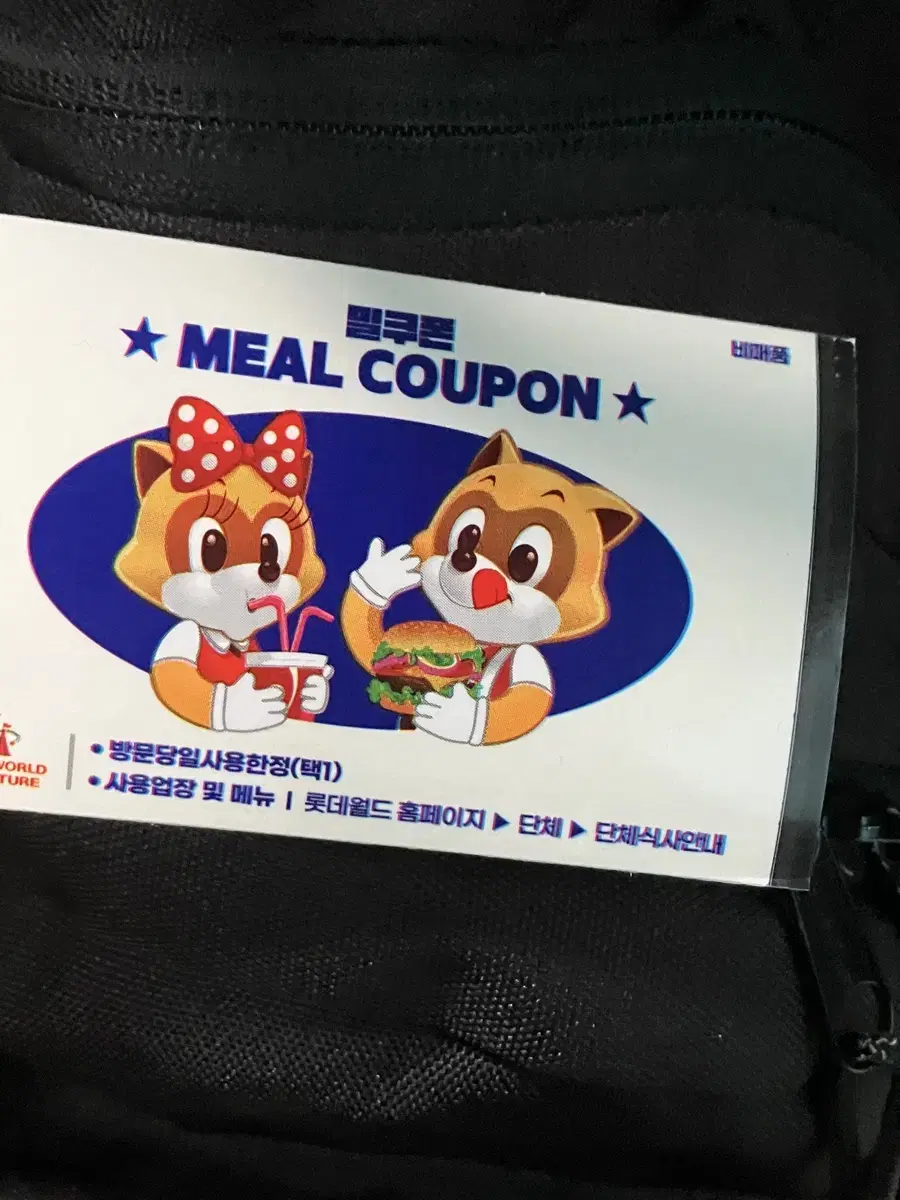 밀쿠폰
비매품
★ MEAL COUPON ★
WORLD
TURE
• 방문당일사용한정(택1)
• 사용업장 및 메뉴 | 롯데월드 홈페이지 ▶ 단체 ▶ 단체식사안내